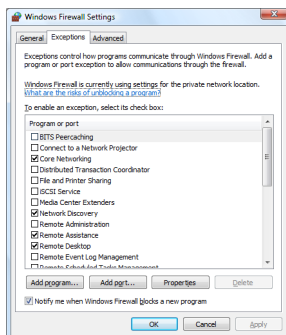 Windows Firewall Settings
General Exceptions Advanced
Exceptions control how programs communicate through Windows Firewall. Add a
program or port exception to allow communications through the firewall.
Windows Firewall is currently using settings for the private network location.
What are the risks of unblocking a program?
To enable an exception, select its check box:
Program or port
BITS Peercaching
Connect to a Network Projector
Core Networking
Distributed Transaction Coordinator
File and Printer Sharing
iSCSI Service
Media Center Extenders
Network Discovery
Remote Administration
Remote Assistance
Remote Desktop
Remote Event Log Management
Remote Scheduled Tasks Management
Add program... Add port... Properties Delete
Notify me when Windows Firewall blocks a new program
OK Cancel Apply